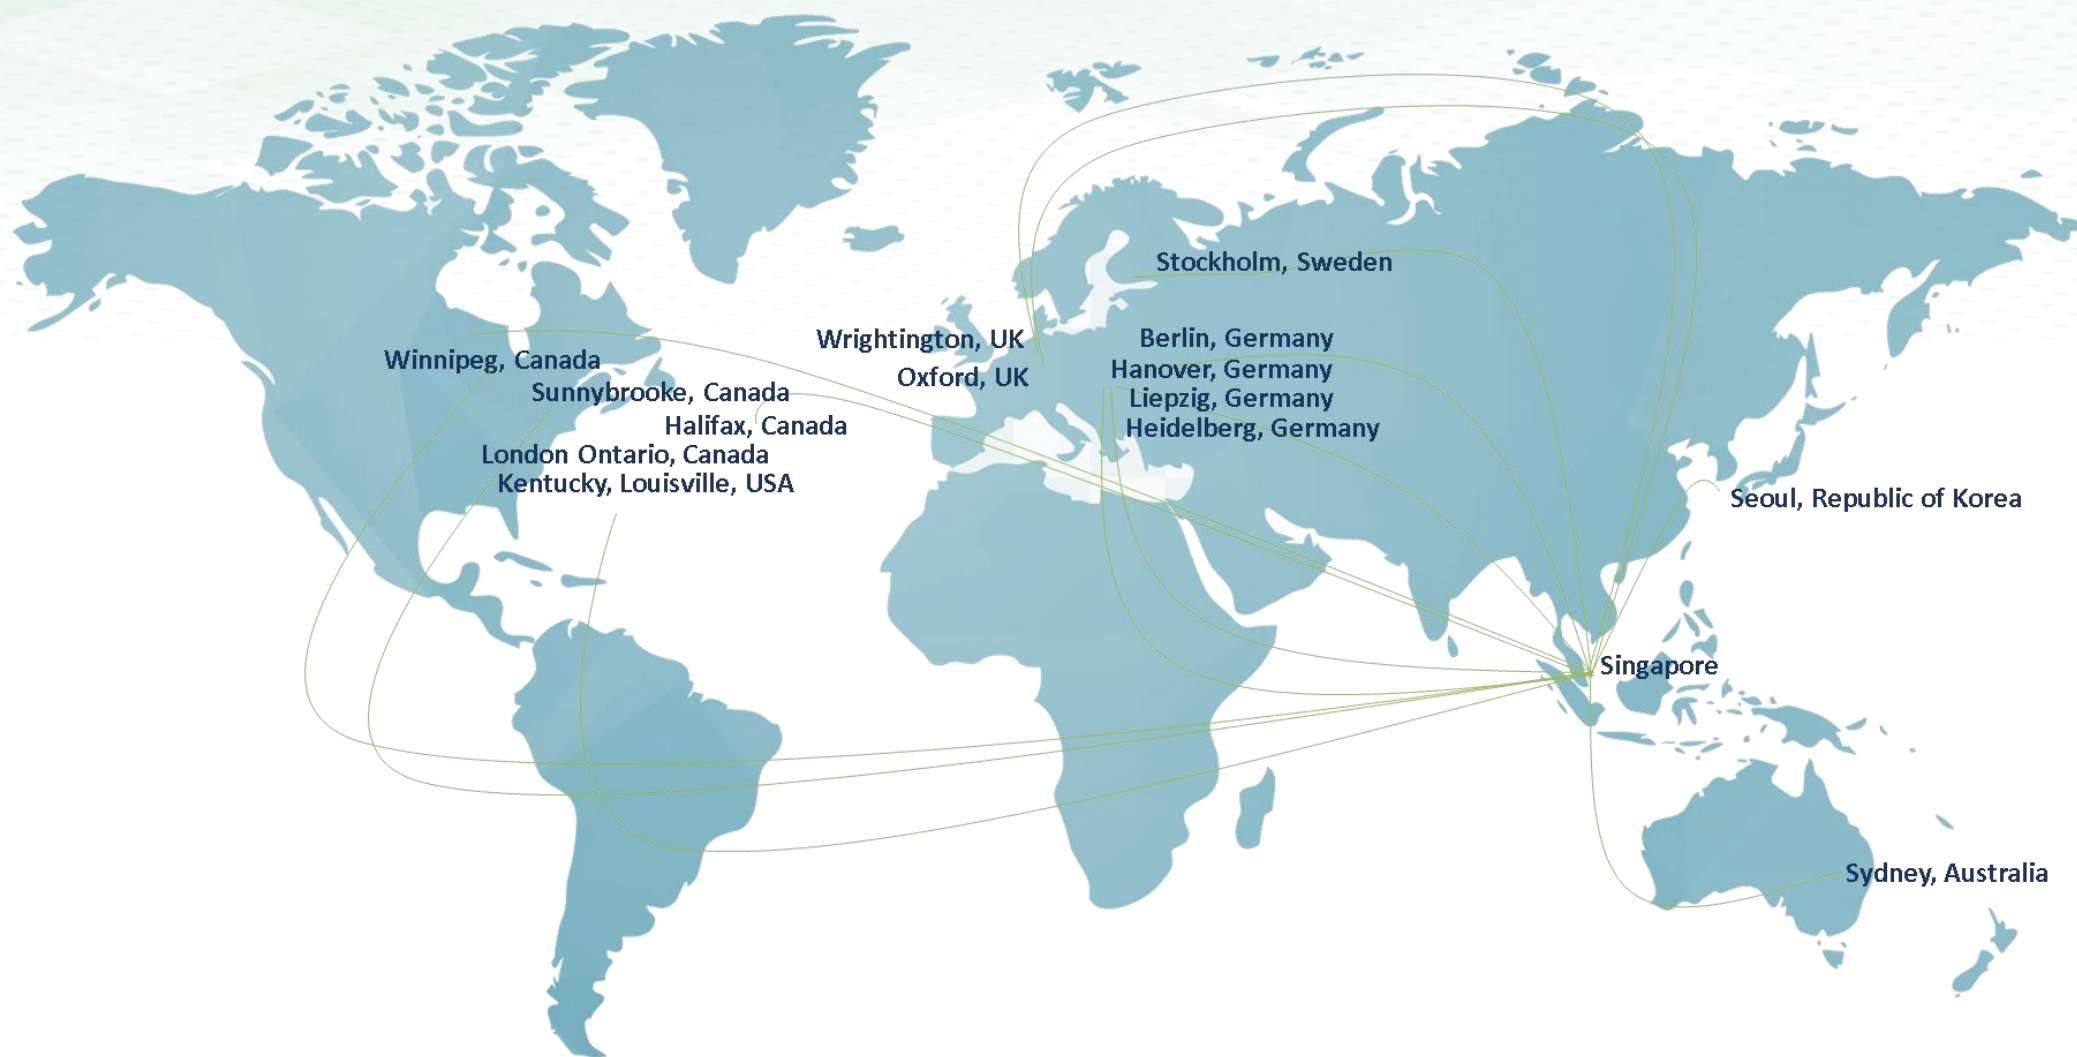 Stockholm, Sweden
Wrightington, UK
Oxford, UK
Berlin, Germany
Hanover, Germany
Liepzig, Germany
Heidelberg, Germany
Winnipeg, Canada
Sunnybrooke, Canada
Halifax, Canada
London Ontario, Canada
Kentucky, Louisville, USA
Seoul, Republic of Korea
Singapore
Sydney, Australia